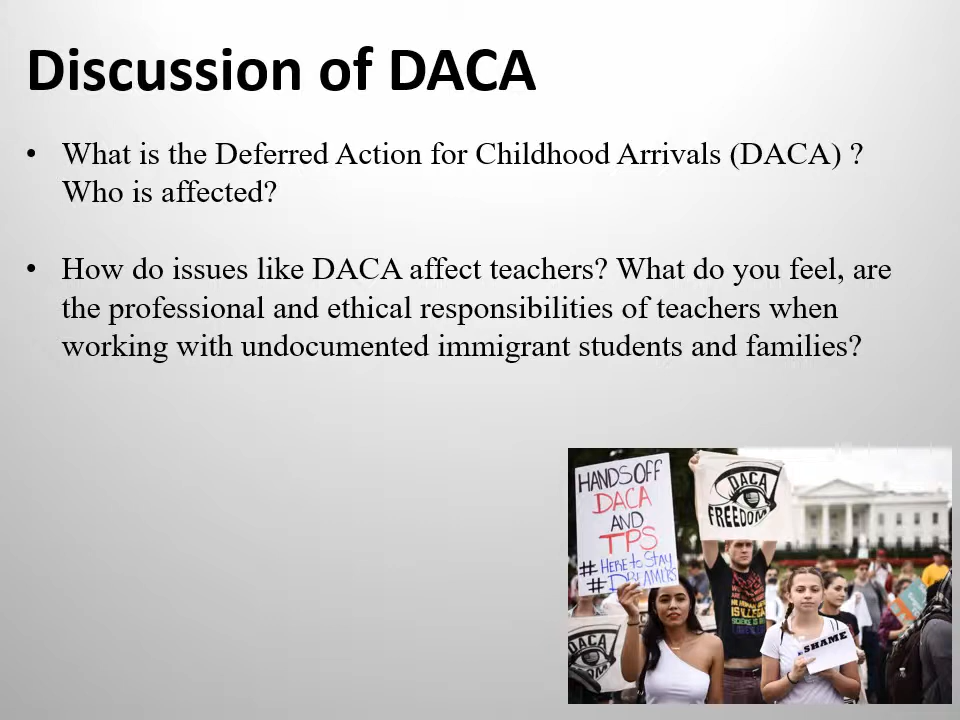 Discussion of DACA
• What is the Deferred Action for Childhood Arrivals (DACA) ?
Who is affected?
• How do issues like DACA affect teachers? What do you feel, are
the professional and ethical responsibilities of teachers when
working with undocumented immigrant students and families?
HANDS OFF
DACA
AND
TPS
# HERE to STAY
# DREAMERS
DACA
FREEDOM
IS ILLEGAL
SHAME
DACA